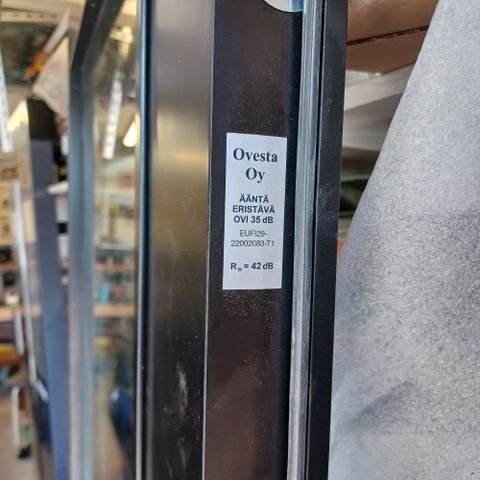 Ovesta
Oy
ÄÄNTÄ
ERISTÄVÄ
OVI 35 dB
EUFI29-
22002083-T1
Rw = 42 dB